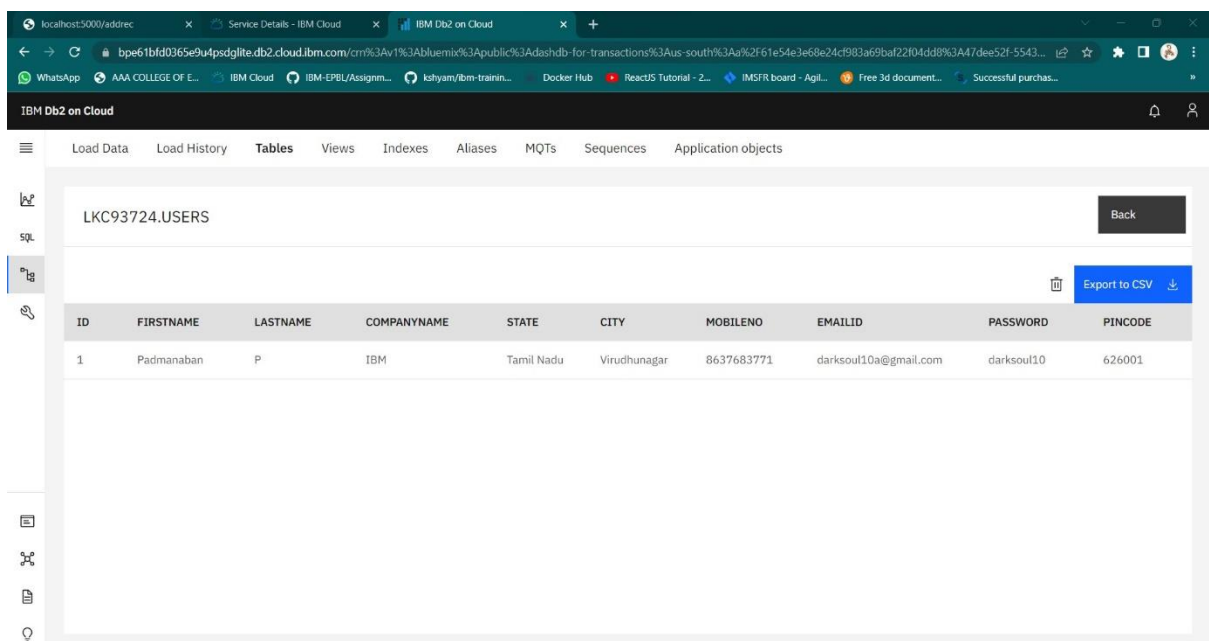 localhost:5000/addrec Service Details - IBM Cloud IBM Db2 on Cloud
bpe61bfd0365e9u4psdglite.db2.cloud.ibm.com/crn%3Av1%3Abluemix%3Apublic%3Adashdb-for-transactions%3Aus-south%3Aa%2F61e54e3e68e24cf983a69baf22f04dd8%3A47dee52f-5543...
WhatsApp AAA COLLEGE OF E... IBM Cloud IBM-EPBL/Assignm... kshyam/ibm-trainin... Docker Hub ReactJS Tutorial - 2... IMSFR board - Agil... Free 3d document... Successful purchas... »
IBM Db2 on Cloud
Load Data Load History Tables Views Indexes Aliases MQTs Sequences Application objects
LKC93724.USERS Back
SQL
Export to CSV
ID FIRSTNAME LASTNAME COMPANYNAME STATE CITY MOBILENO EMAILID PASSWORD PINCODE
1 Padmanaban P IBM Tamil Nadu Virudhunagar 8637683771 darksoul10a@gmail.com darksoul10 626001